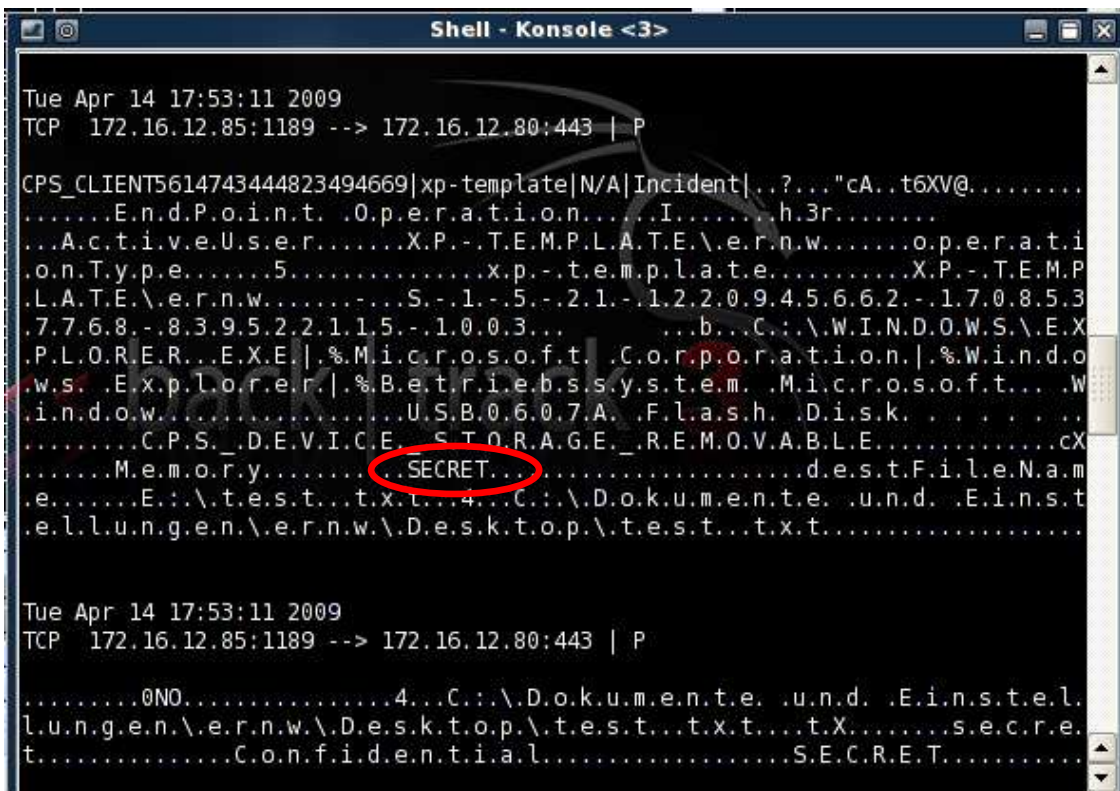 Shell - Konsole <3>
Tue Apr 14 17:53:11 2009
TCP  172.16.12.85:1189 --> 172.16.12.80:443 | P
CPS_CLIENT5614743444823494669|xp-template|N/A|Incident|..?..."cA..t6XV@.........
.......E.n.d.P.o.i.n.t. .O.p.e.r.a.t.i.o.n.......I........h.3r........
...A.c.t.i.v.e.U.s.e.r.......X.P.-.T.E.M.P.L.A.T.E.\.e.r.n.w.......o.p.e.r.a.t.i
.o.n.T.y.p.e.......5...............x.p.-.t.e.m.p.l.a.t.e...........X.P.-.T.E.M.P
.L.A.T.E.\.e.r.n.w.......-...S.-.1.-.5.-.2.1.-.1.2.2.0.9.4.5.6.6.2.-.1.7.0.8.5.3
.7.7.6.8.-.8.3.9.5.2.2.1.1.5.-.1.0.0.3...       ...b...C.:.\.W.I.N.D.O.W.S.\.E.X
.P.L.O.R.E.R...E.X.E.|.%.M.i.c.r.o.s.o.f.t. .C.o.r.p.o.r.a.t.i.o.n.|.%.W.i.n.d.o
.w.s. .E.x.p.l.o.r.e.r.|.%.B.e.t.r.i.e.b.s.s.y.s.t.e.m. .M.i.c.r.o.s.o.f.t... .W
.i.n.d.o.w.....................U.S.B.0.6.0.7.A. .F.l.a.s.h. .D.i.s.k. . . . . . ..
..........C.P.S._.D.E.V.I.C.E._.S.T.O.R.A.G.E._.R.E.M.O.V.A.B.L.E.............cX
........M.e.m.o.r.y..........SECRET.........................d.e.s.t.F.i.l.e.N.a.m
.e.......E.:.\.t.e.s.t...t.x.t...4...C.:.\.D.o.k.u.m.e.n.t.e. .u.n.d. .E.i.n.s.t
.e.l.l.u.n.g.e.n.\.e.r.n.w.\.D.e.s.k.t.o.p.\.t.e.s.t...t.x.t....................
Tue Apr 14 17:53:11 2009
TCP  172.16.12.85:1189 --> 172.16.12.80:443 | P
.........0NO...............4...C.:.\.D.o.k.u.m.e.n.t.e. .u.n.d. .E.i.n.s.t.e.l.
l.u.n.g.e.n.\.e.r.n.w.\.D.e.s.k.t.o.p.\.t.e.s.t...t.x.t....t.X........s.e.c.r.e.
t...............C.o.n.f.i.d.e.n.t.i.a.l.................S.E.C.R.E.T...........
back | track 3